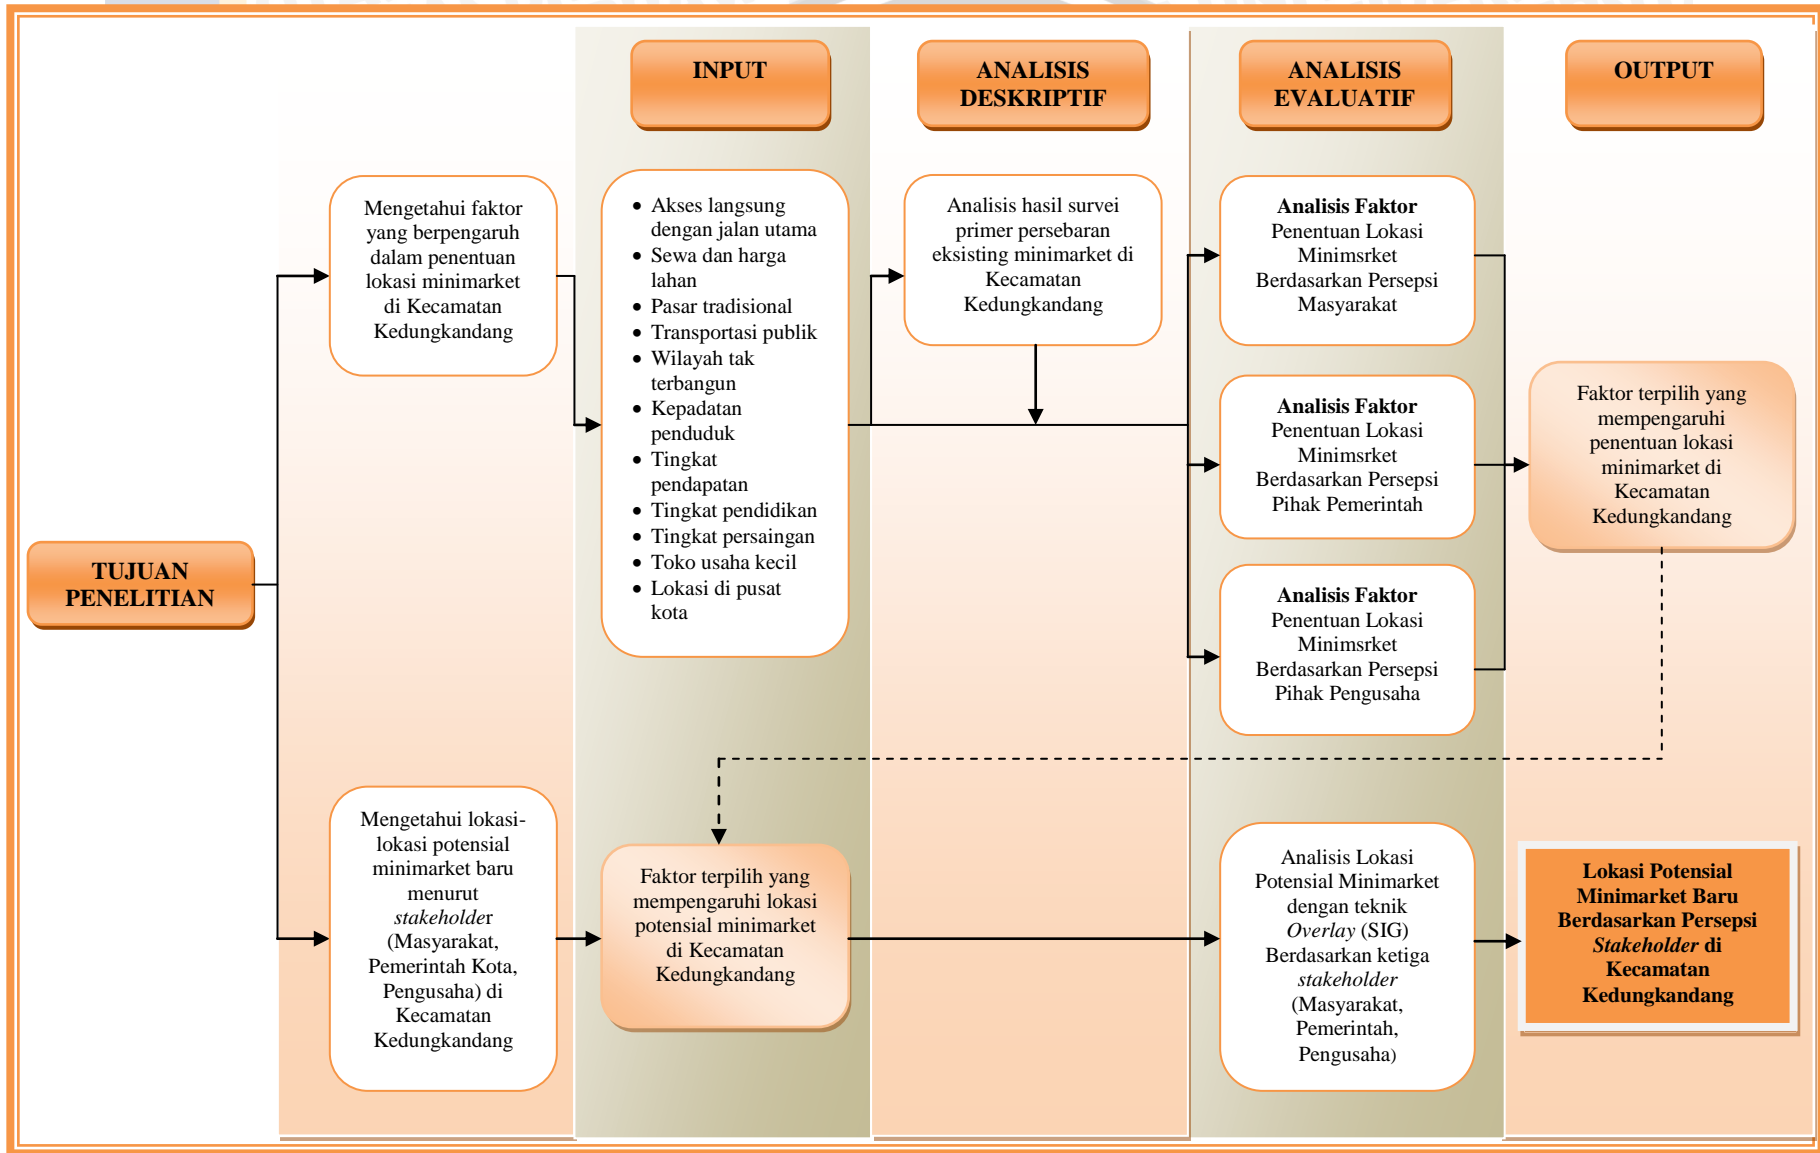 INPUT
ANALISIS
DESKRIPTIF
ANALISIS
EVALUATIF
OUTPUT
TUJUAN
PENELITIAN
Mengetahui faktor
yang berpengaruh
dalam penentuan
lokasi minimarket
di Kecamatan
Kedungkandang
• Akses langsung
dengan jalan utama
• Sewa dan harga
lahan
• Pasar tradisional
• Transportasi publik
• Wilayah tak
terbangun
• Kepadatan
penduduk
• Tingkat
pendapatan
• Tingkat pendidikan
• Tingkat persaingan
• Toko usaha kecil
• Lokasi di pusat
kota
Analisis hasil survei
primer persebaran
eksisting minimarket di
Kecamatan
Kedungkandang
Analisis Faktor
Penentuan Lokasi
Minimsrket
Berdasarkan Persepsi
Masyarakat
Analisis Faktor
Penentuan Lokasi
Minimsrket
Berdasarkan Persepsi
Pihak Pemerintah
Analisis Faktor
Penentuan Lokasi
Minimsrket
Berdasarkan Persepsi
Pihak Pengusaha
Faktor terpilih yang
mempengaruhi
penentuan lokasi
minimarket di
Kecamatan
Kedungkandang
Mengetahui lokasi-
lokasi potensial
minimarket baru
menurut
stakeholder
(Masyarakat,
Pemerintah Kota,
Pengusaha) di
Kecamatan
Kedungkandang
Faktor terpilih yang
mempengaruhi lokasi
potensial minimarket
di Kecamatan
Kedungkandang
Analisis Lokasi
Potensial Minimarket
dengan teknik
Overlay (SIG)
Berdasarkan ketiga
stakeholder
(Masyarakat,
Pemerintah,
Pengusaha)
Lokasi Potensial
Minimarket Baru
Berdasarkan Persepsi
Stakeholder di
Kecamatan
Kedungkandang